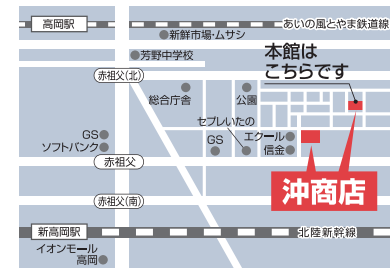 高岡駅
あいの風とやま鉄道線
新鮮市場・ムサシ
芳野中学校
本館は
こちらです
赤祖父(北)
総合庁舎
公園
セブレいたの
GS
ソフトバンク
GS
エクール
信金
赤祖父
沖商店
赤祖父(南)
新高岡駅
北陸新幹線
イオンモール
高岡